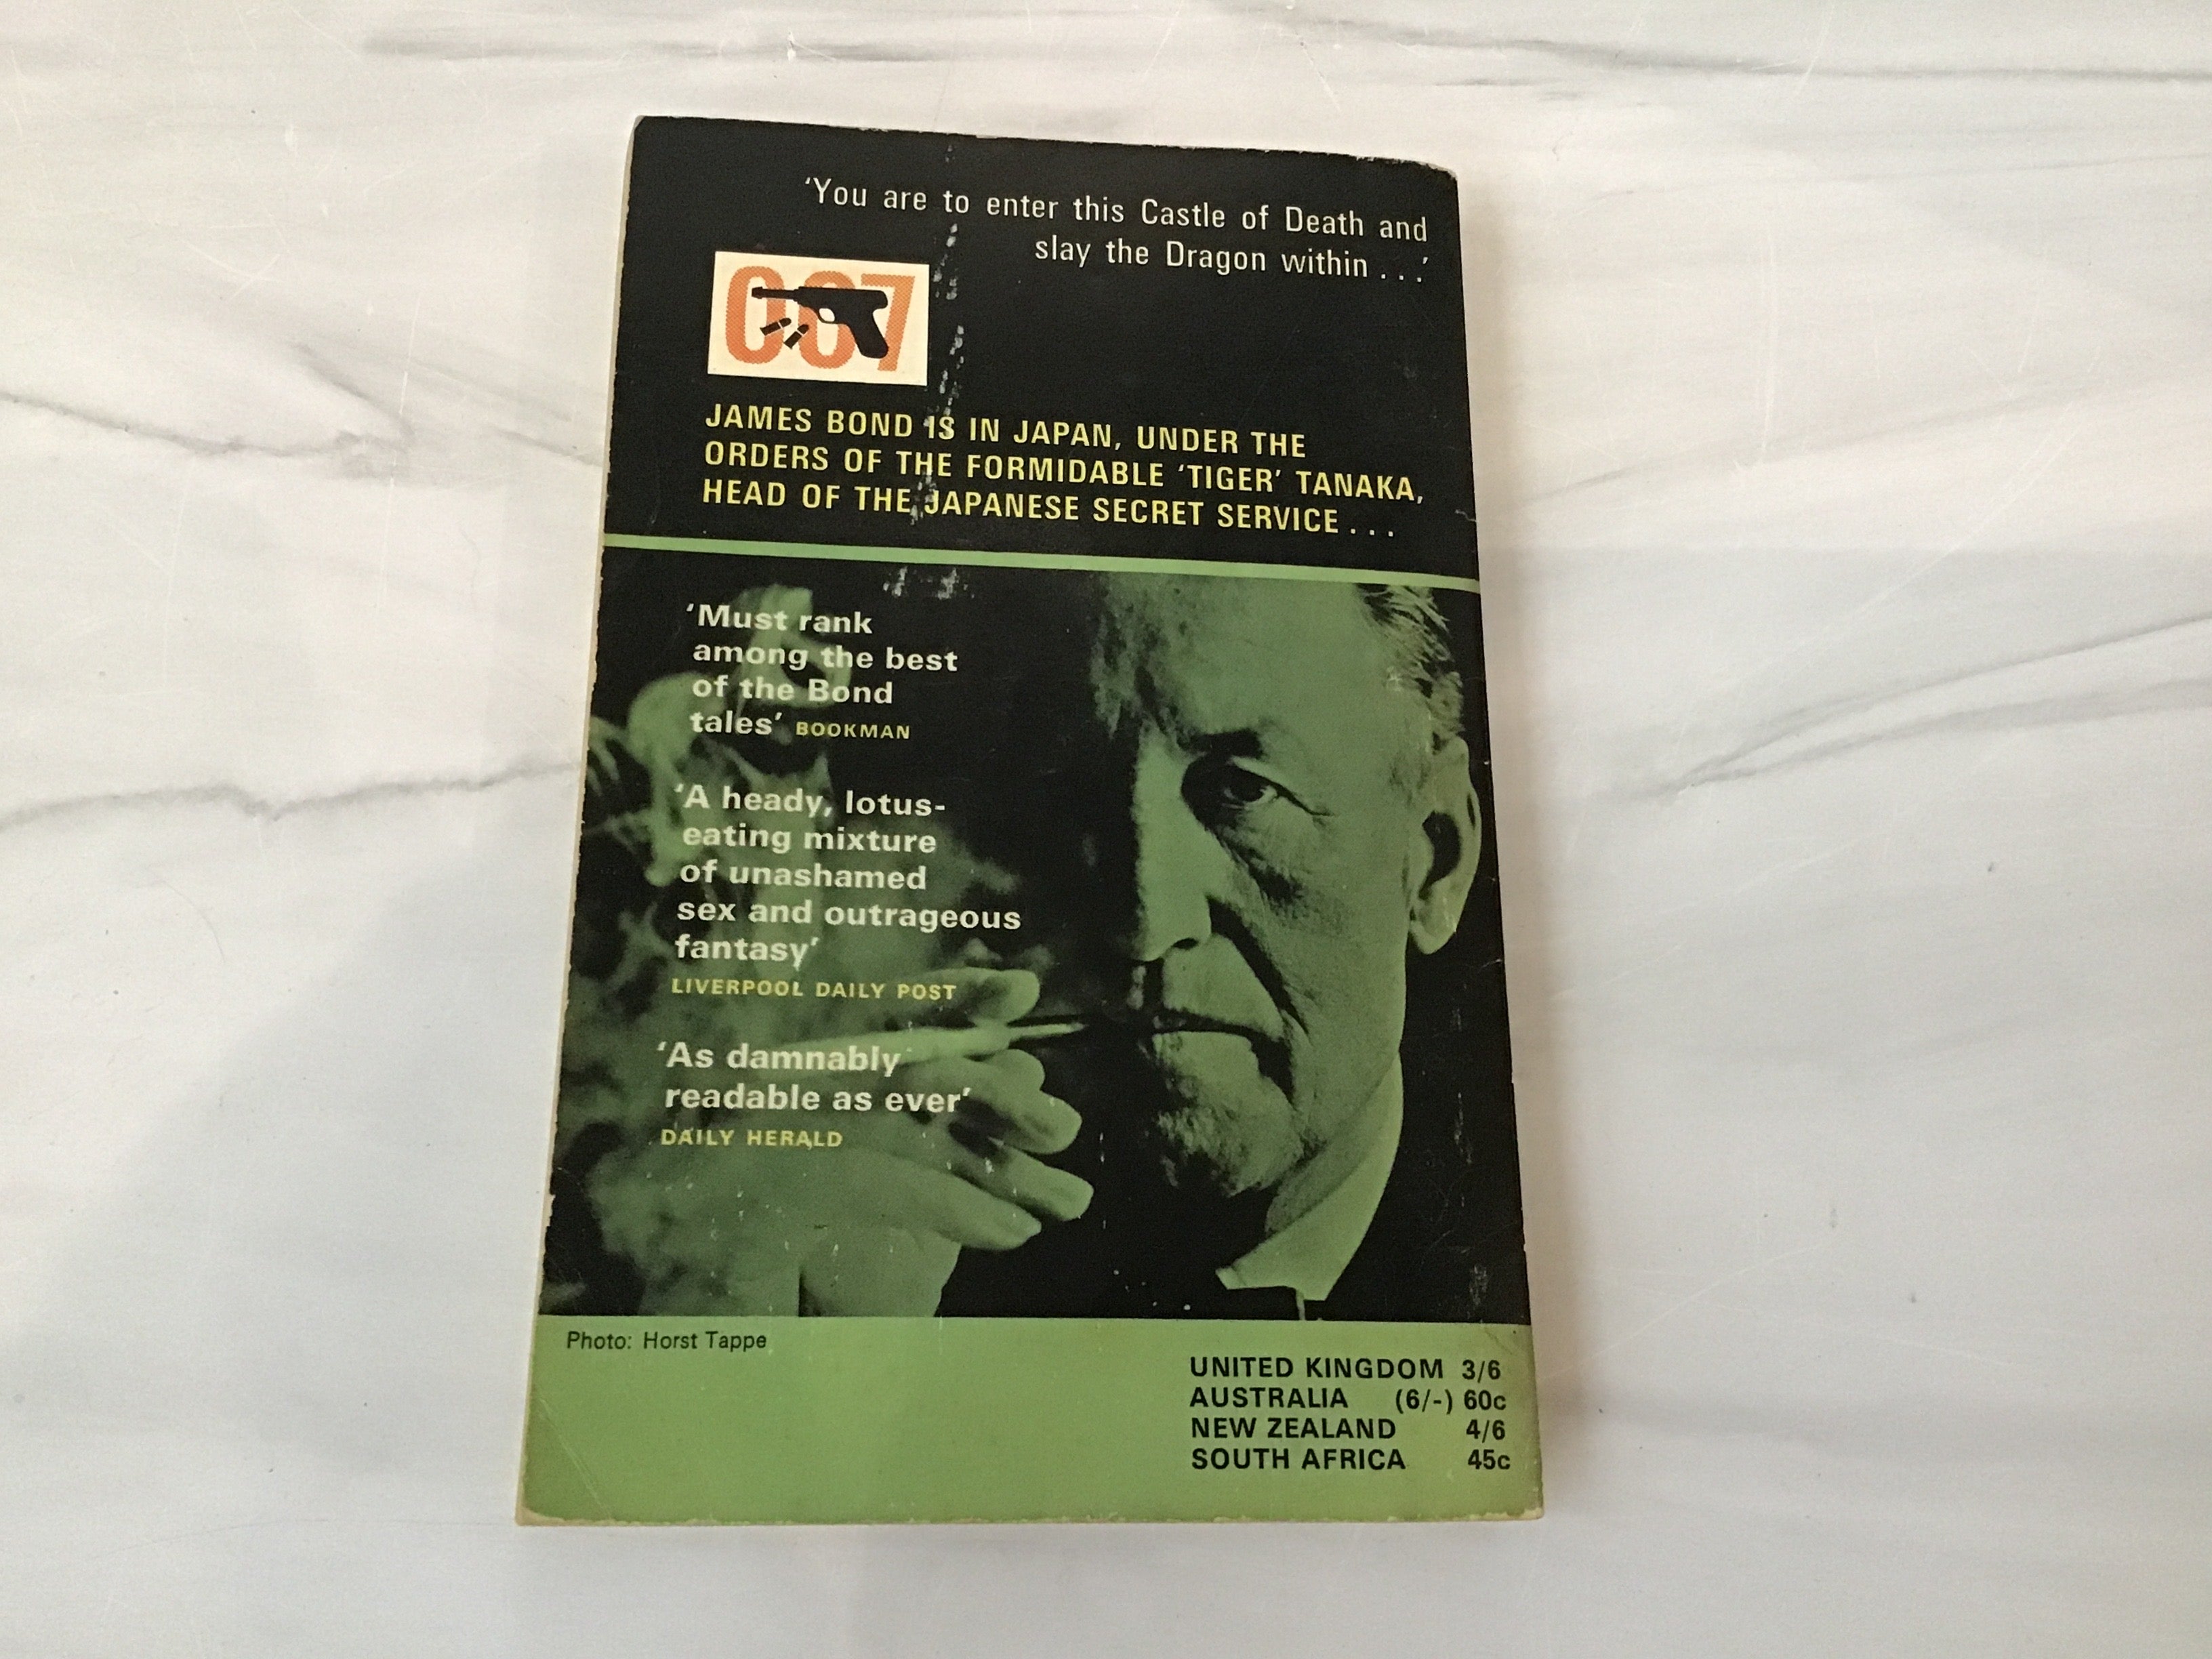 ‘You are to enter this Castle of Death and
slay the Dragon within . . .’
007
JAMES BOND IS IN JAPAN, UNDER THE
ORDERS OF THE FORMIDABLE ‘TIGER’ TANAKA,
HEAD OF THE JAPANESE SECRET SERVICE . . .
‘Must rank
among the best
of the Bond
tales’ BOOKMAN
‘A heady, lotus-
eating mixture
of unashamed
sex and outrageous
fantasy’
LIVERPOOL DAILY POST
‘As damnably
readable as ever’
DAILY HERALD
Photo: Horst Tappe
UNITED KINGDOM 3/6
AUSTRALIA (6/-) 60c
NEW ZEALAND 4/6
SOUTH AFRICA 45c